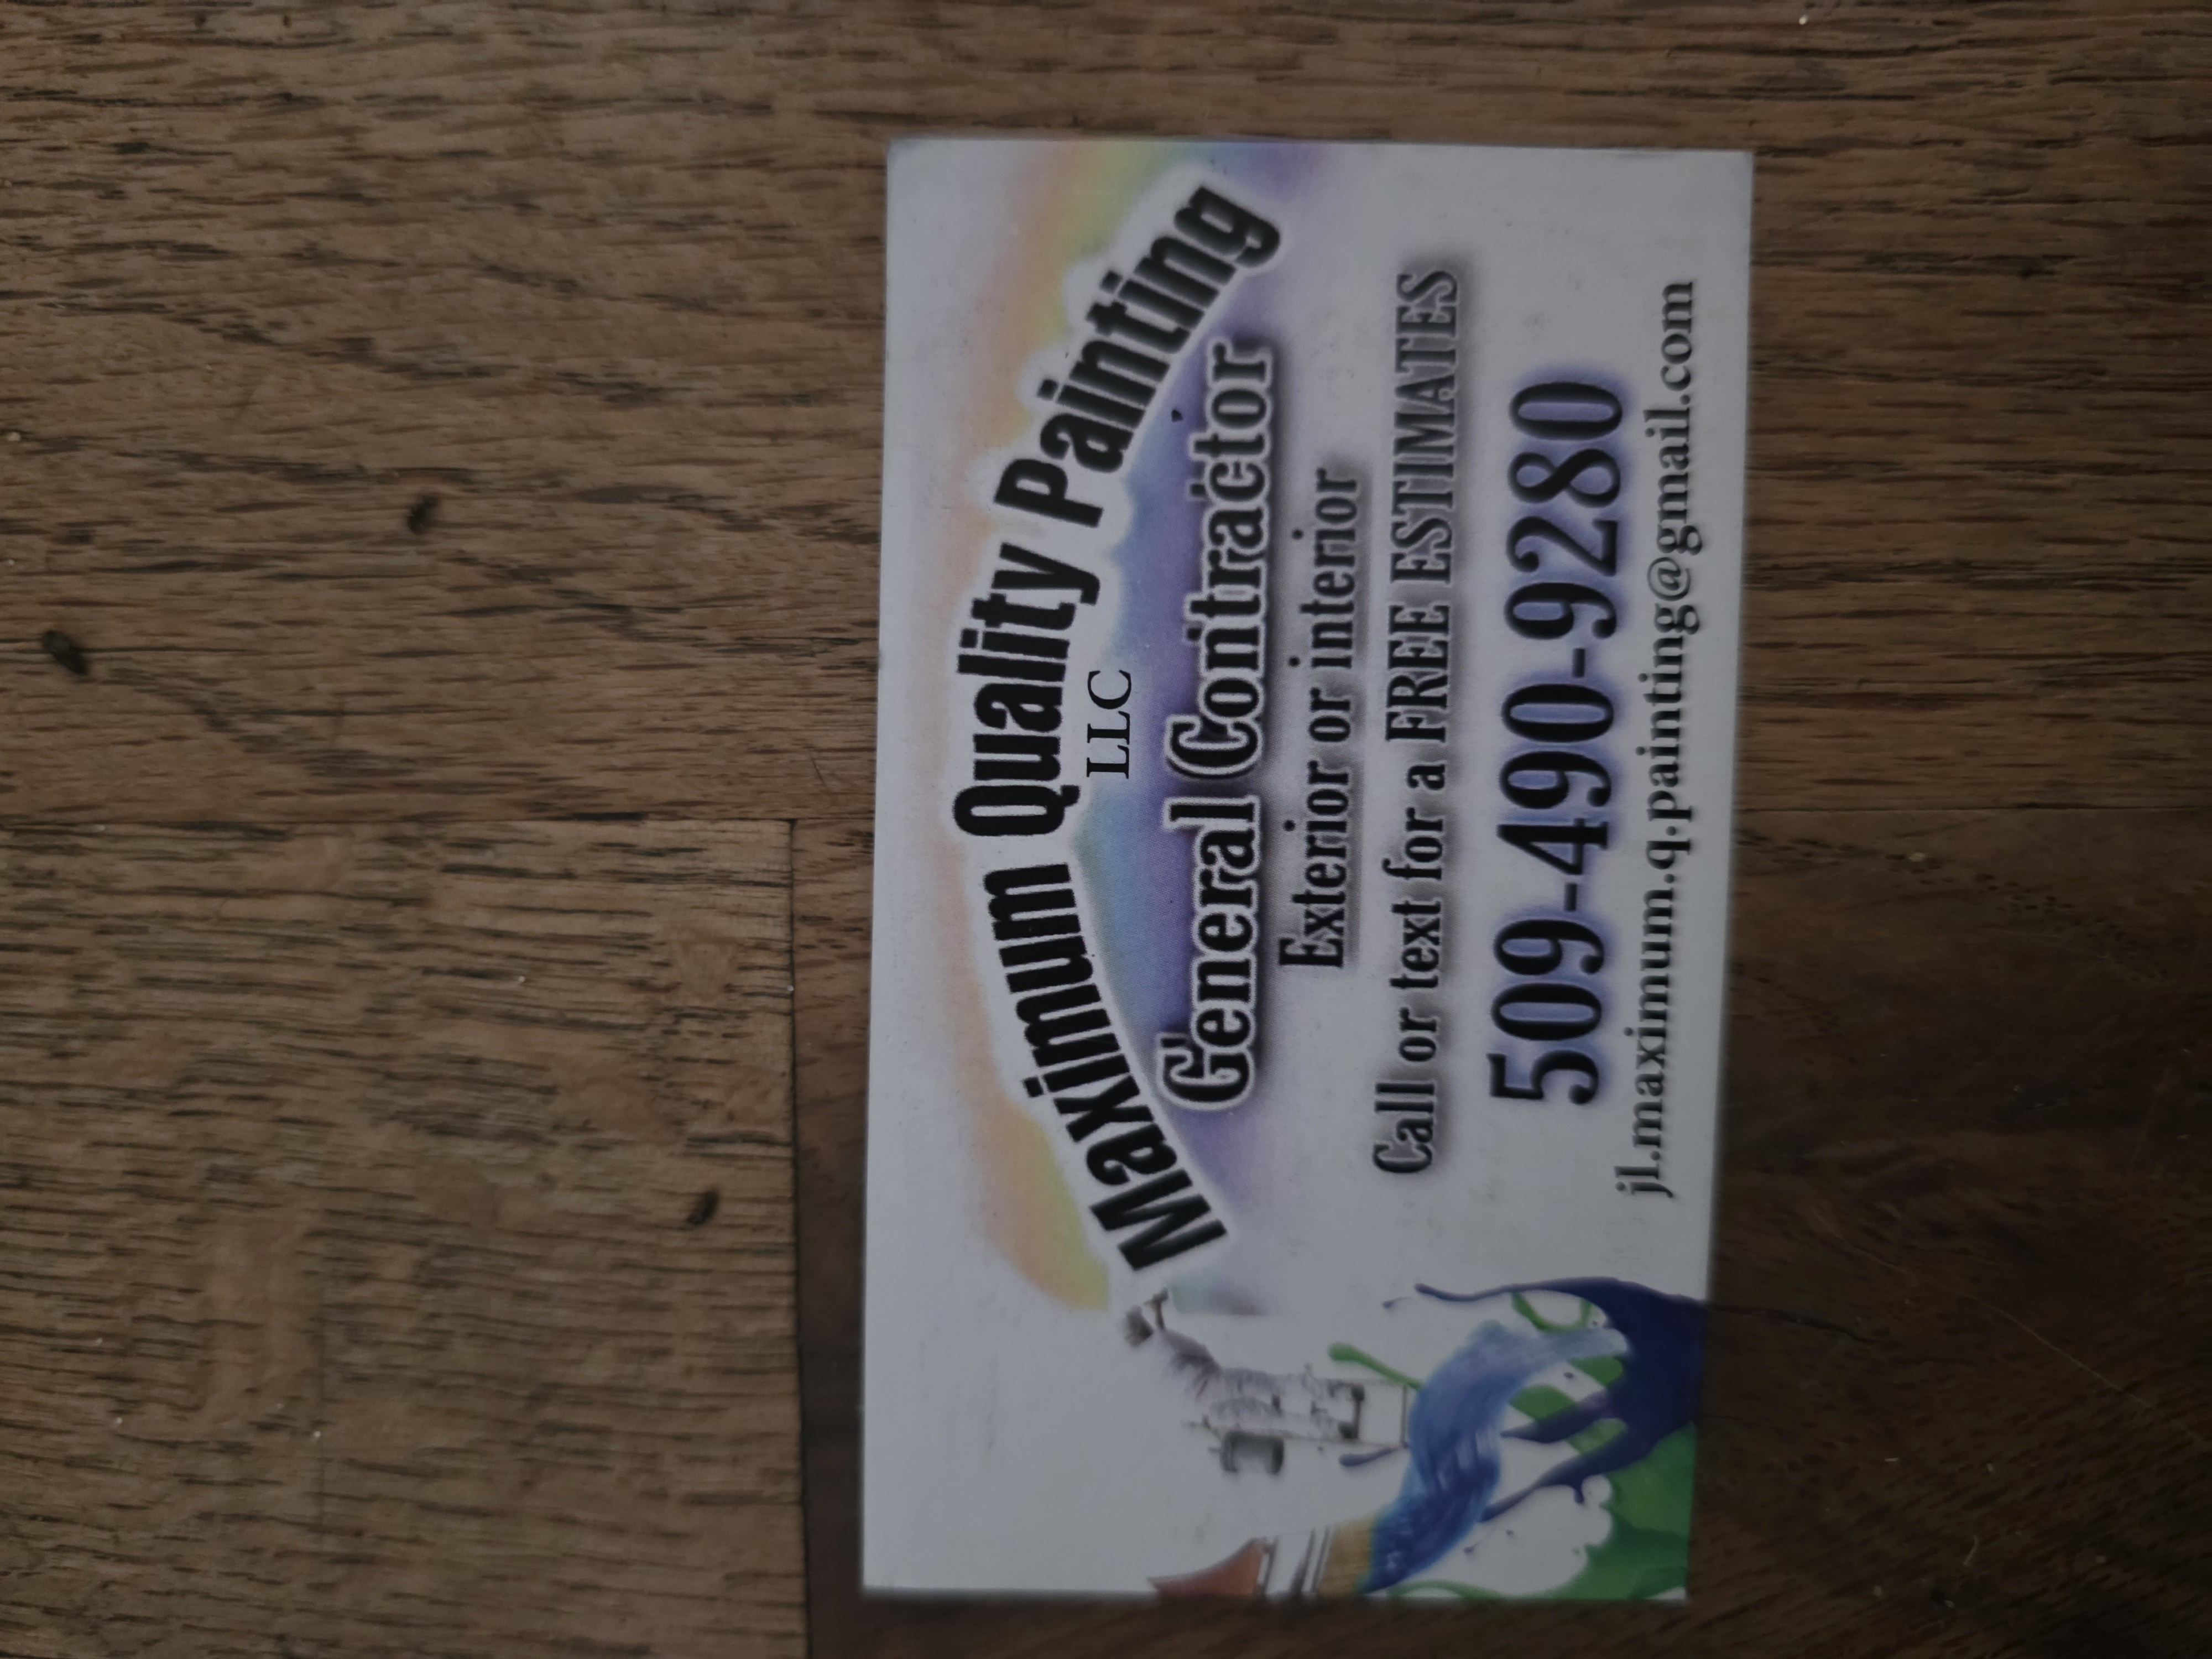 Maximum Quality Painting
LLC
General Contractor
Exterior or interior
Call or text for a FREE ESTIMATES
509-490-9280
jl.maximum.q.painting@gmail.com